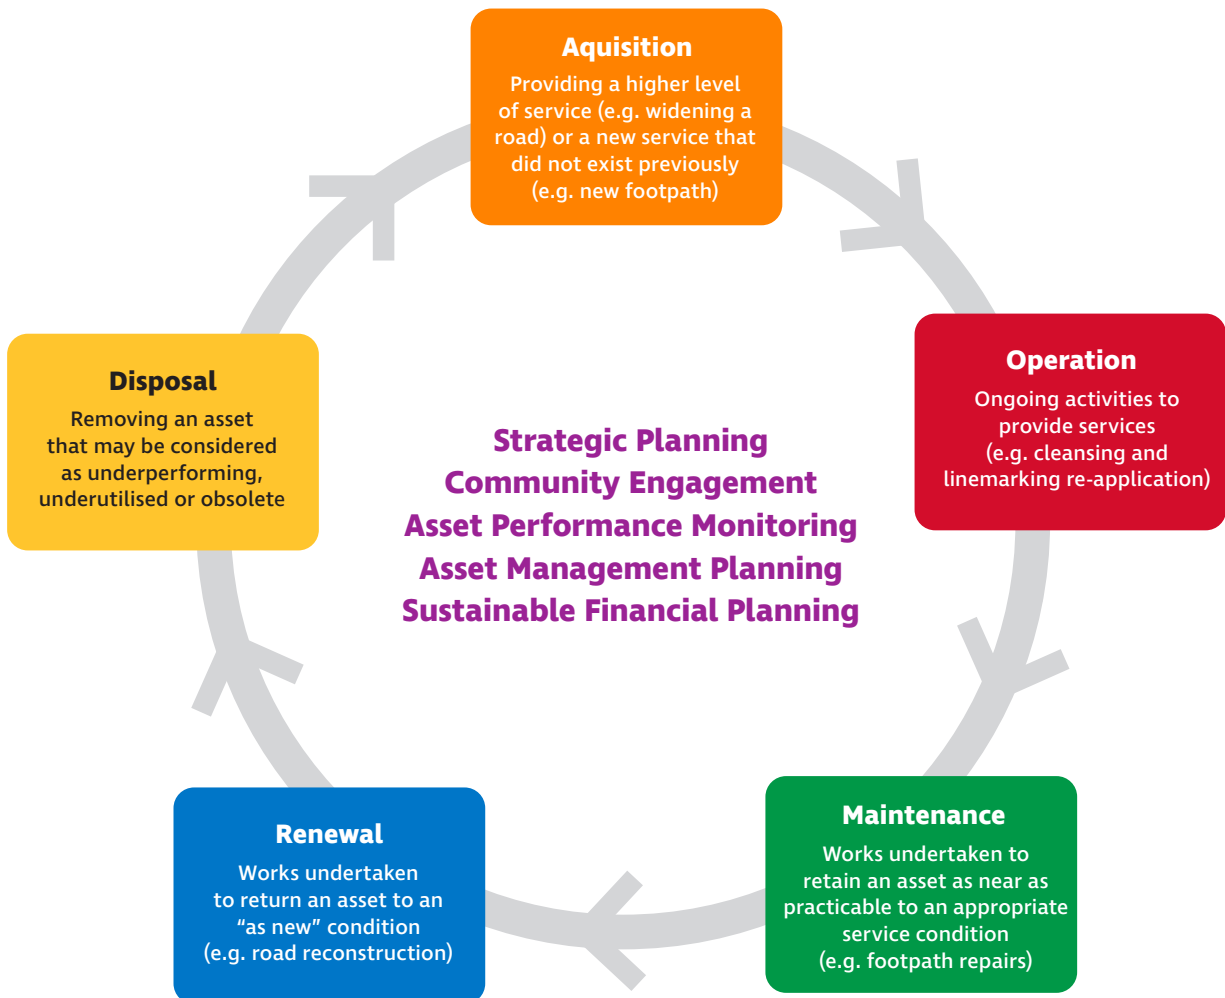 Aquisition
Providing a higher level
of service (e.g. widening a
road) or a new service that
did not exist previously
(e.g. new footpath)
Operation
Ongoing activities to
provide services
(e.g. cleansing and
linemarking re-application)
Maintenance
Works undertaken to
retain an asset as near as
practicable to an appropriate
service condition
(e.g. footpath repairs)
Renewal
Works undertaken
to return an asset to an
“as new” condition
(e.g. road reconstruction)
Disposal
Removing an asset
that may be considered
as underperforming,
underutilised or obsolete
Strategic Planning
Community Engagement
Asset Performance Monitoring
Asset Management Planning
Sustainable Financial Planning